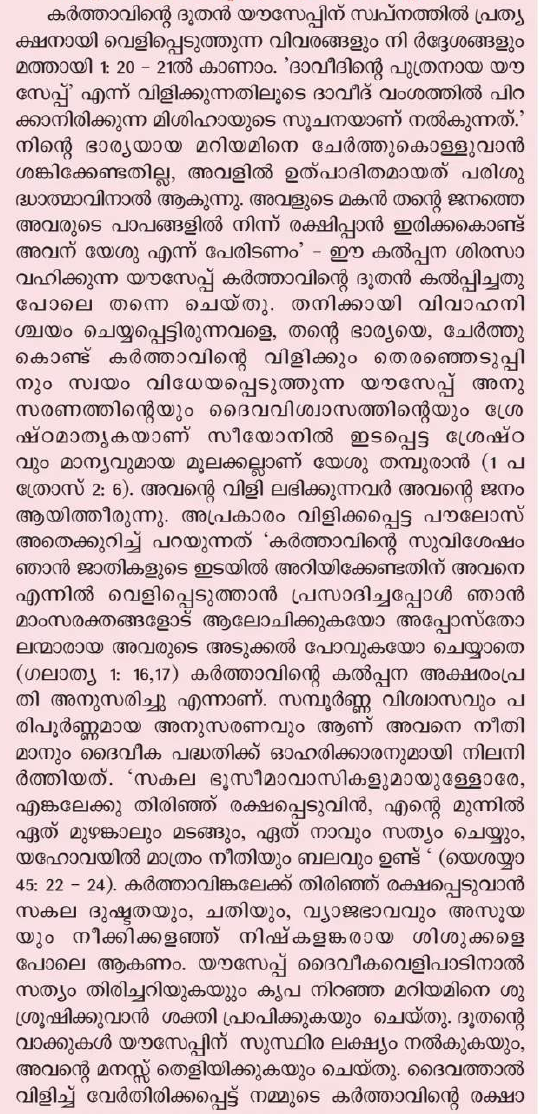 കർത്താവിന്റെ ദൂതൻ യൗസേപ്പിന് സ്വപ്നത്തിൽ പ്രത്യ
ക്ഷനായി വെളിപ്പെടുത്തുന്ന വിവരങ്ങളും നി ർദ്ദേശങ്ങളും
മത്തായി 1: 20 - 21ൽ കാണാം. 'ദാവീദിന്റെ പുത്രനായ യൗ
സേപ്പ്' എന്ന് വിളിക്കുന്നതിലൂടെ ദാവീദ് വംശത്തിൽ പിറ
ക്കാനിരിക്കുന്ന മിശിഹായുടെ സൂചനയാണ് നൽകുന്നത്.'
നിന്റെ ഭാര്യയായ മറിയമിനെ ചേർത്തുകൊള്ളുവാൻ
ശങ്കിക്കേണ്ടതില്ല, അവളിൽ ഉത്പാദിതമായത് പരിശു
ദ്ധാത്മാവിനാൽ ആകുന്നു. അവളുടെ മകൻ തന്റെ ജനത്തെ
അവരുടെ പാപങ്ങളിൽ നിന്ന് രക്ഷിപ്പാൻ ഇരിക്കകൊണ്ട്
അവന് യേശു എന്ന് പേരിടണം' - ഈ കൽപ്പന ശിരസാ
വഹിക്കുന്ന യൗസേപ്പ് കർത്താവിന്റെ ദൂതൻ കൽപ്പിച്ചതു
പോലെ തന്നെ ചെയ്തു. തനിക്കായി വിവാഹനി
ശ്ചയം ചെയ്യപ്പെട്ടിരുന്നവളെ, തന്റെ ഭാര്യയെ, ചേർത്തു
കൊണ്ട് കർത്താവിന്റെ വിളിക്കും തെരഞ്ഞെടുപ്പി
നും സ്വയം വിധേയപ്പെടുത്തുന്ന യൗസേപ്പ് അനു
സരണത്തിന്റെയും ദൈവവിശ്വാസത്തിന്റെയും ശ്രേ
ഷ്ഠമാതൃകയാണ് സീയോനിൽ ഇടപ്പെട്ട ശ്രേഷ്ഠ
വും മാന്യവുമായ മൂലക്കല്ലാണ് യേശു തമ്പുരാൻ (1 പ
ത്രോസ് 2: 6). അവന്റെ വിളി ലഭിക്കുന്നവർ അവന്റെ ജനം
ആയിത്തീരുന്നു. അപ്രകാരം വിളിക്കപ്പെട്ട പൗലോസ്
അതെക്കുറിച്ച് പറയുന്നത് 'കർത്താവിന്റെ സുവിശേഷം
ഞാൻ ജാതികളുടെ ഇടയിൽ അറിയിക്കേണ്ടതിന് അവനെ
എന്നിൽ വെളിപ്പെടുത്താൻ പ്രസാദിച്ചപ്പോൾ ഞാൻ
മാംസരക്തങ്ങളോട് ആലോചിക്കുകയോ അപ്പോസ്തോ
ലന്മാരായ അവരുടെ അടുക്കൽ പോവുകയോ ചെയ്യാതെ
(ഗലാത്യ 1: 16,17) കർത്താവിന്റെ കൽപ്പന അക്ഷരംപ്ര
തി അനുസരിച്ചു എന്നാണ്. സമ്പൂർണ്ണ വിശ്വാസവും പ
രിപൂർണ്ണമായ അനുസരണവും ആണ് അവനെ നീതി
മാനും ദൈവീക പദ്ധതിക്ക് ഓഹരിക്കാരനുമായി നിലനി
ർത്തിയത്. 'സകല ഭൂസീമാവാസികളുമായുള്ളോരേ,
എങ്കലേക്കു തിരിഞ്ഞ് രക്ഷപ്പെടുവിൻ, എന്റെ മുന്നിൽ
ഏത് മുഴങ്കാലും മടങ്ങും, ഏത് നാവും സത്യം ചെയ്യും,
യഹോവയിൽ മാത്രം നീതിയും ബലവും ഉണ്ട് ' (യെശയ്യാ
45: 22 - 24). കർത്താവിങ്കലേക്ക് തിരിഞ്ഞ് രക്ഷപ്പെടുവാൻ
സകല ദുഷ്ടതയും, ചതിയും, വ്യാജഭാവവും അസൂയ
യും നീക്കിക്കളഞ്ഞ് നിഷ്കളങ്കരായ ശിശുക്കളെ
പോലെ ആകണം. യൗസേപ്പ് ദൈവീകവെളിപാടിനാൽ
സത്യം തിരിച്ചറിയുകയുും കൃപ നിറഞ്ഞ മറിയമിനെ ശു
ശ്രൂഷിക്കുവാൻ ശക്തി പ്രാപിക്കുകയും ചെയ്തു. ദൂതന്റെ
വാക്കുകൾ യൗസേപ്പിന് സുസ്ഥിര ലക്ഷ്യം നൽകുകയും,
അവന്റെ മനസ്സ് തെളിയിക്കുകയും ചെയ്തു. ദൈവത്താൽ
വിളിച്ച് വേർതിരിക്കപ്പെട്ട് നമ്മുടെ കർത്താവിന്റെ രക്ഷാ